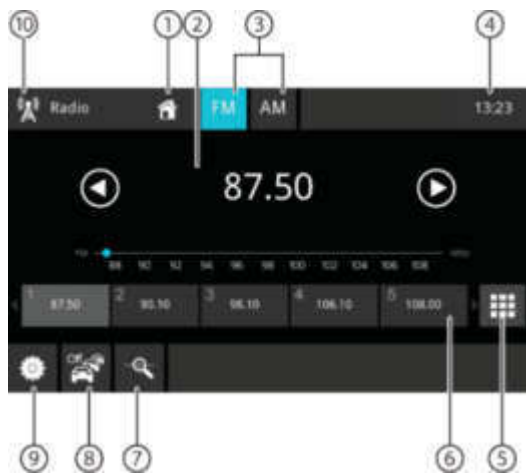 ⑩ ① ② ③ ④
Radio FM AM 13:23
87.50
88 90 92 94 96 98 100 102 104 106 108
1 87.50 2 90.10 3 98.10 4 106.10 5 108.00
Off
⑨ ⑧ ⑦ ⑥ ⑤